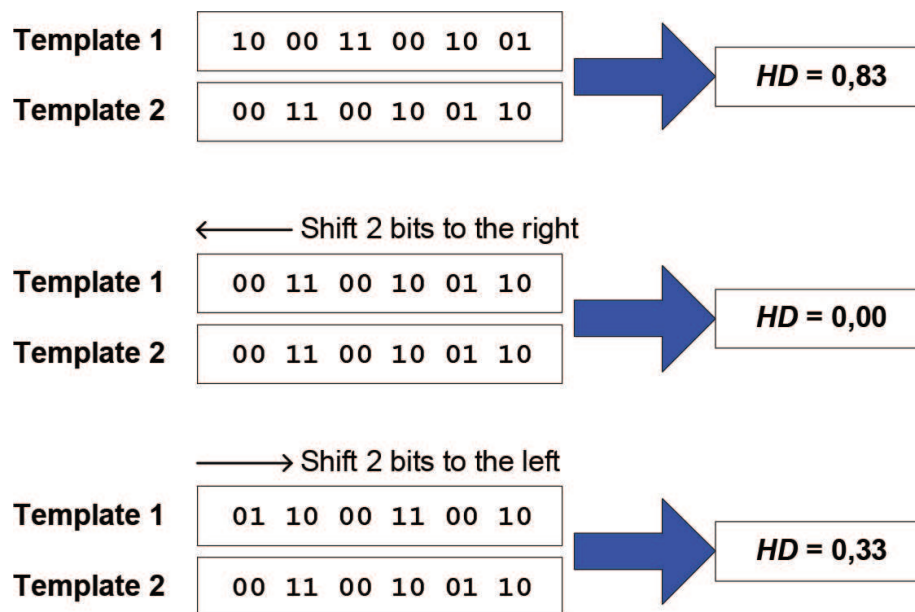 Template 1 10 00 11 00 10 01
HD = 0,83
Template 2 00 11 00 10 01 10
Shift 2 bits to the right
Template 1 00 11 00 10 01 10
HD = 0,00
Template 2 00 11 00 10 01 10
Shift 2 bits to the left
Template 1 01 10 00 11 00 10
HD = 0,33
Template 2 00 11 00 10 01 10